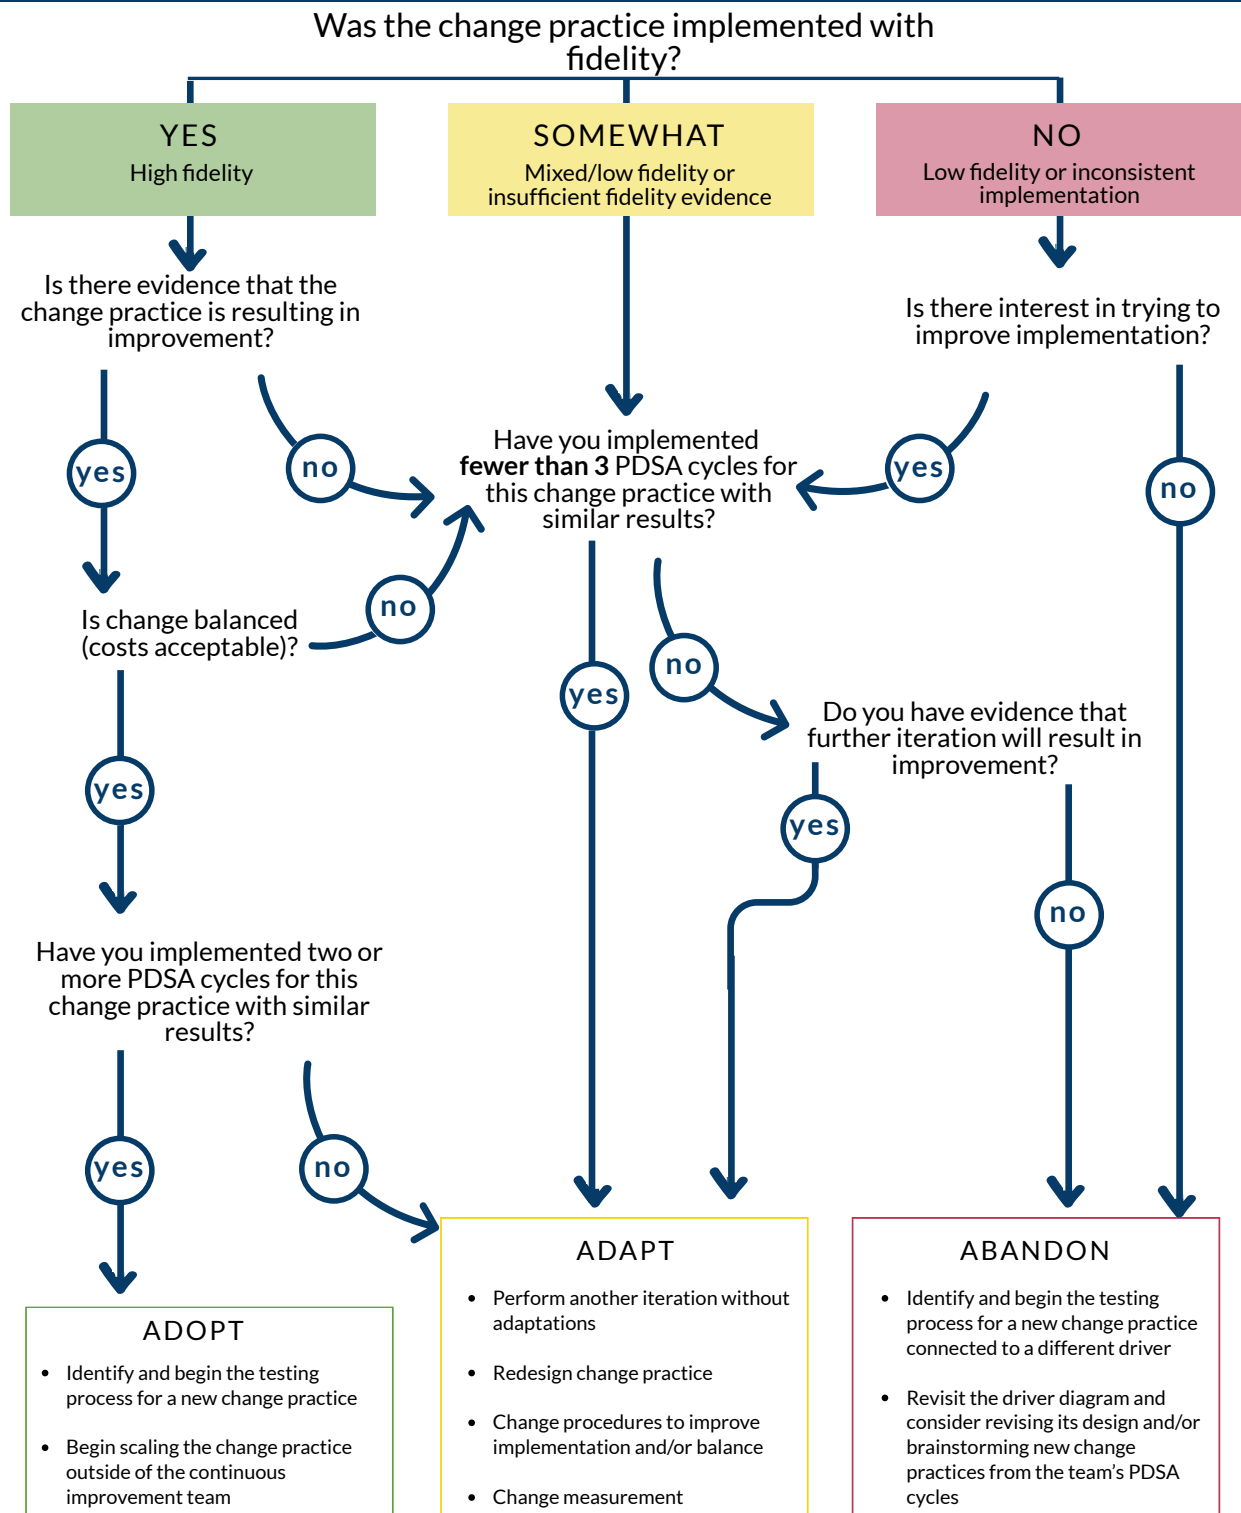 Was the change practice implemented with
fidelity?
YES
High fidelity
SOMEWHAT
Mixed/low fidelity or
insufficient fidelity evidence
NO
Low fidelity or inconsistent
implementation
Is there evidence that the
change practice is resulting in
improvement?
Is there interest in trying to
improve implementation?
yes
no
Have you implemented
fewer than 3 PDSA cycles for
this change practice with
similar results?
yes
no
Is change balanced
(costs acceptable)?
no
yes
yes
no
Do you have evidence that
further iteration will result in
improvement?
yes
no
Have you implemented two or
more PDSA cycles for this
change practice with similar
results?
yes
no
ADOPT
• Identify and begin the testing
process for a new change practice
• Begin scaling the change practice
outside of the continuous
improvement team
ADAPT
• Perform another iteration without
adaptations
• Redesign change practice
• Change procedures to improve
implementation and/or balance
• Change measurement
ABANDON
• Identify and begin the testing
process for a new change practice
connected to a different driver
• Revisit the driver diagram and
consider revising its design and/or
brainstorming new change
practices from the team's PDSA
cycles